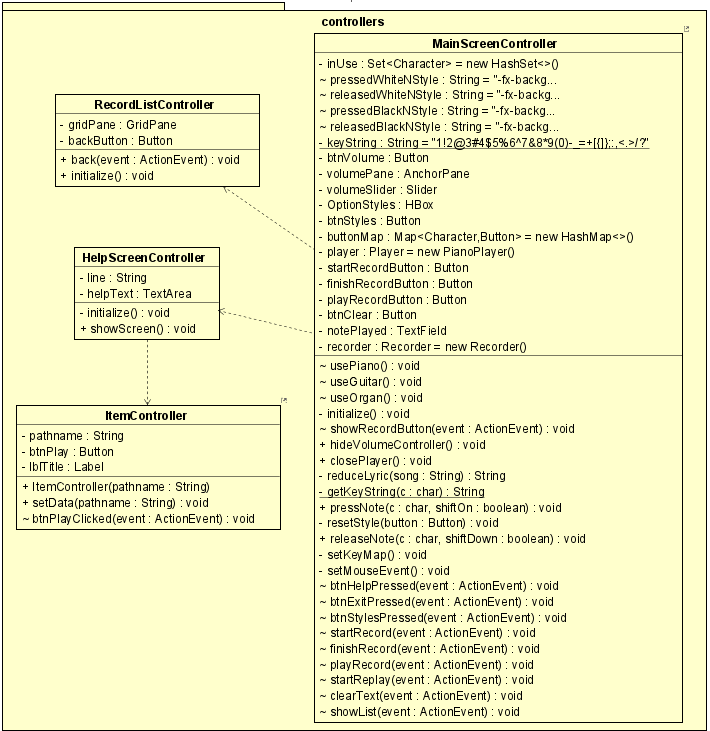 controllers
RecordListController
- gridPane : GridPane
- backButton : Button
+ back(event : ActionEvent) : void
+ initialize() : void
HelpScreenController
- line : String
- helpText : TextArea
- initialize() : void
+ showScreen() : void
ItemController
- pathname : String
- btnPlay : Button
- lblTitle : Label
+ ItemController(pathname : String)
+ setData(pathname : String) : void
~ btnPlayClicked(event : ActionEvent) : void
MainScreenController
- inUse : Set<Character> = new HashSet<>()
~ pressedWhiteNStyle : String = "-fx-backg...
~ releasedWhiteNStyle : String = "-fx-backg...
~ pressedBlackNStyle : String = "-fx-backg...
~ releasedBlackNStyle : String = "-fx-backg...
- keyString : String = "1!2@3#4$5%6^7&8*9(0)-_=+[{]};:,<.>/?"
- btnVolume : Button
- volumePane : AnchorPane
- volumeSlider : Slider
- OptionStyles : HBox
- btnStyles : Button
- buttonMap : Map<Character,Button> = new HashMap<>()
- player : Player = new PianoPlayer()
- startRecordButton : Button
- finishRecordButton : Button
- playRecordButton : Button
- btnClear : Button
- notePlayed : TextField
- recorder : Recorder = new Recorder()
~ usePiano() : void
~ useGuitar() : void
~ useOrgan() : void
- initialize() : void
~ showRecordButton(event : ActionEvent) : void
+ hideVolumeController() : void
+ closePlayer() : void
- reduceLyric(song : String) : String
- getKeyString(c : char) : String
+ pressNote(c : char, shiftOn : boolean) : void
- resetStyle(button : Button) : void
+ releaseNote(c : char, shiftDown : boolean) : void
- setKeyMap() : void
- setMouseEvent() : void
~ btnHelpPressed(event : ActionEvent) : void
~ btnExitPressed(event : ActionEvent) : void
~ btnStylesPressed(event : ActionEvent) : void
~ startRecord(event : ActionEvent) : void
~ finishRecord(event : ActionEvent) : void
~ playRecord(event : ActionEvent) : void
~ startReplay(event : ActionEvent) : void
~ clearText(event : ActionEvent) : void
~ showList(event : ActionEvent) : void